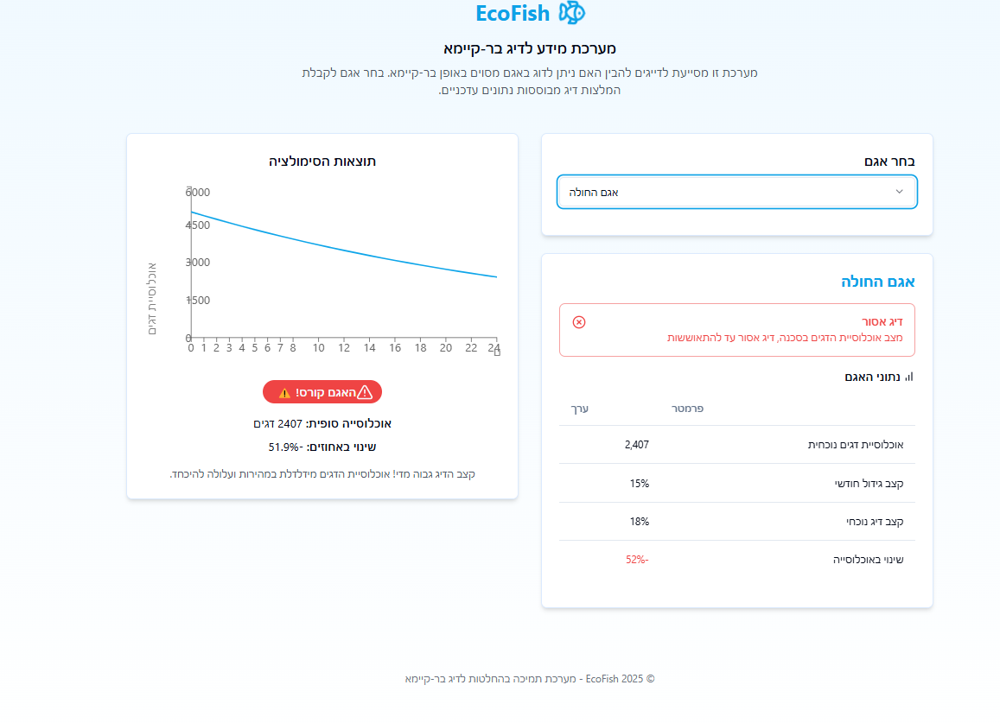 EcoFish
מערכת מידע לדיג בר-קיימא
מערכת זו מסייעת לדייגים להבין האם ניתן לדוג באגם מסוים באופן בר-קיימא. בחר אגם לקבלת
המלצות דיג מבוססות נתונים עדכניים.
בחר אגם
אגם החולה
אגם החולה
דיג אסור
מצב אוכלוסיית הדגים בסכנה, דיג אסור עד להתאוששות
נתוני האגם
פרמטר ערך
אוכלוסיית דגים נוכחית 2,407
קצב גידול חודשי 15%
קצב דיג נוכחי 18%
שינוי באוכלוסייה -52%
תוצאות הסימולציה
6000
4500
3000
1500
0
אוכלוסיית דגים
0 1 2 3 4 5 6 7 8 10 12 14 16 18 20 22 24
האגם קורס! ⚠️
אוכלוסייה סופית: 2407 דגים
שינוי באחוזים: -51.9%
קצב הדיג גבוה מדי! אוכלוסיית הדגים מידלדלת במהירות ועלולה להיכחד.
© 2025 EcoFish - מערכת תמיכה בהחלטות לדיג בר-קיימא